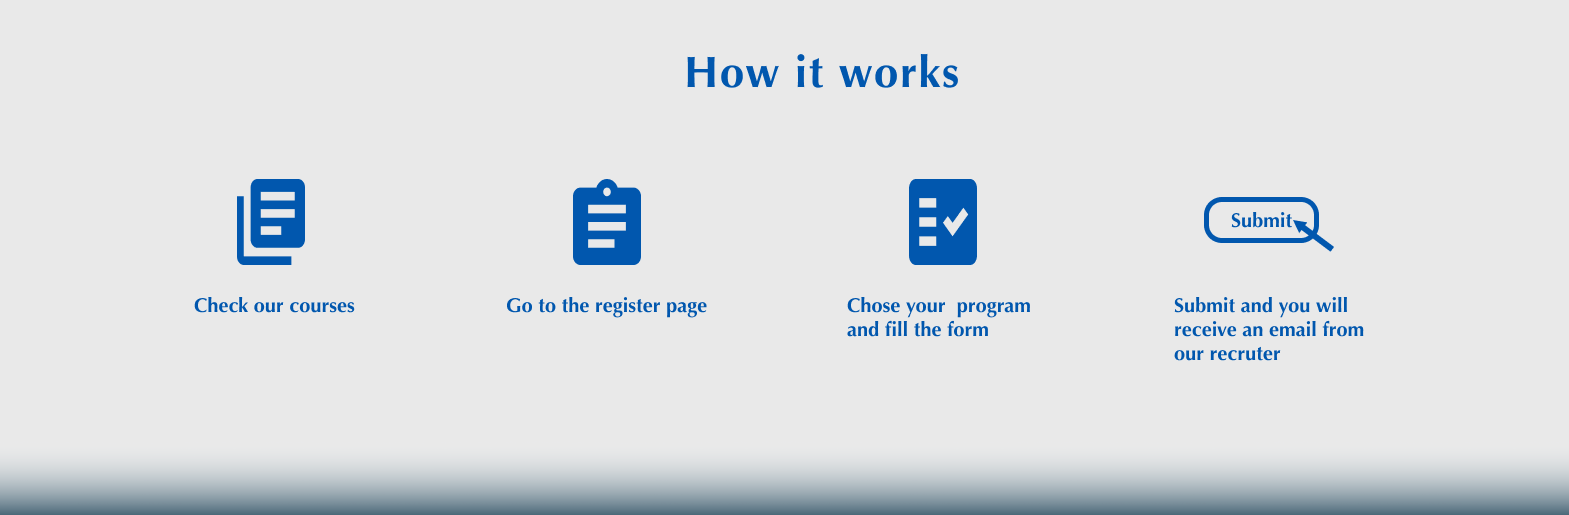 How it works
Submit
Check our courses
Go to the register page
Chose your  program
and fill the form
Submit and you will
receive an email from
our recruter